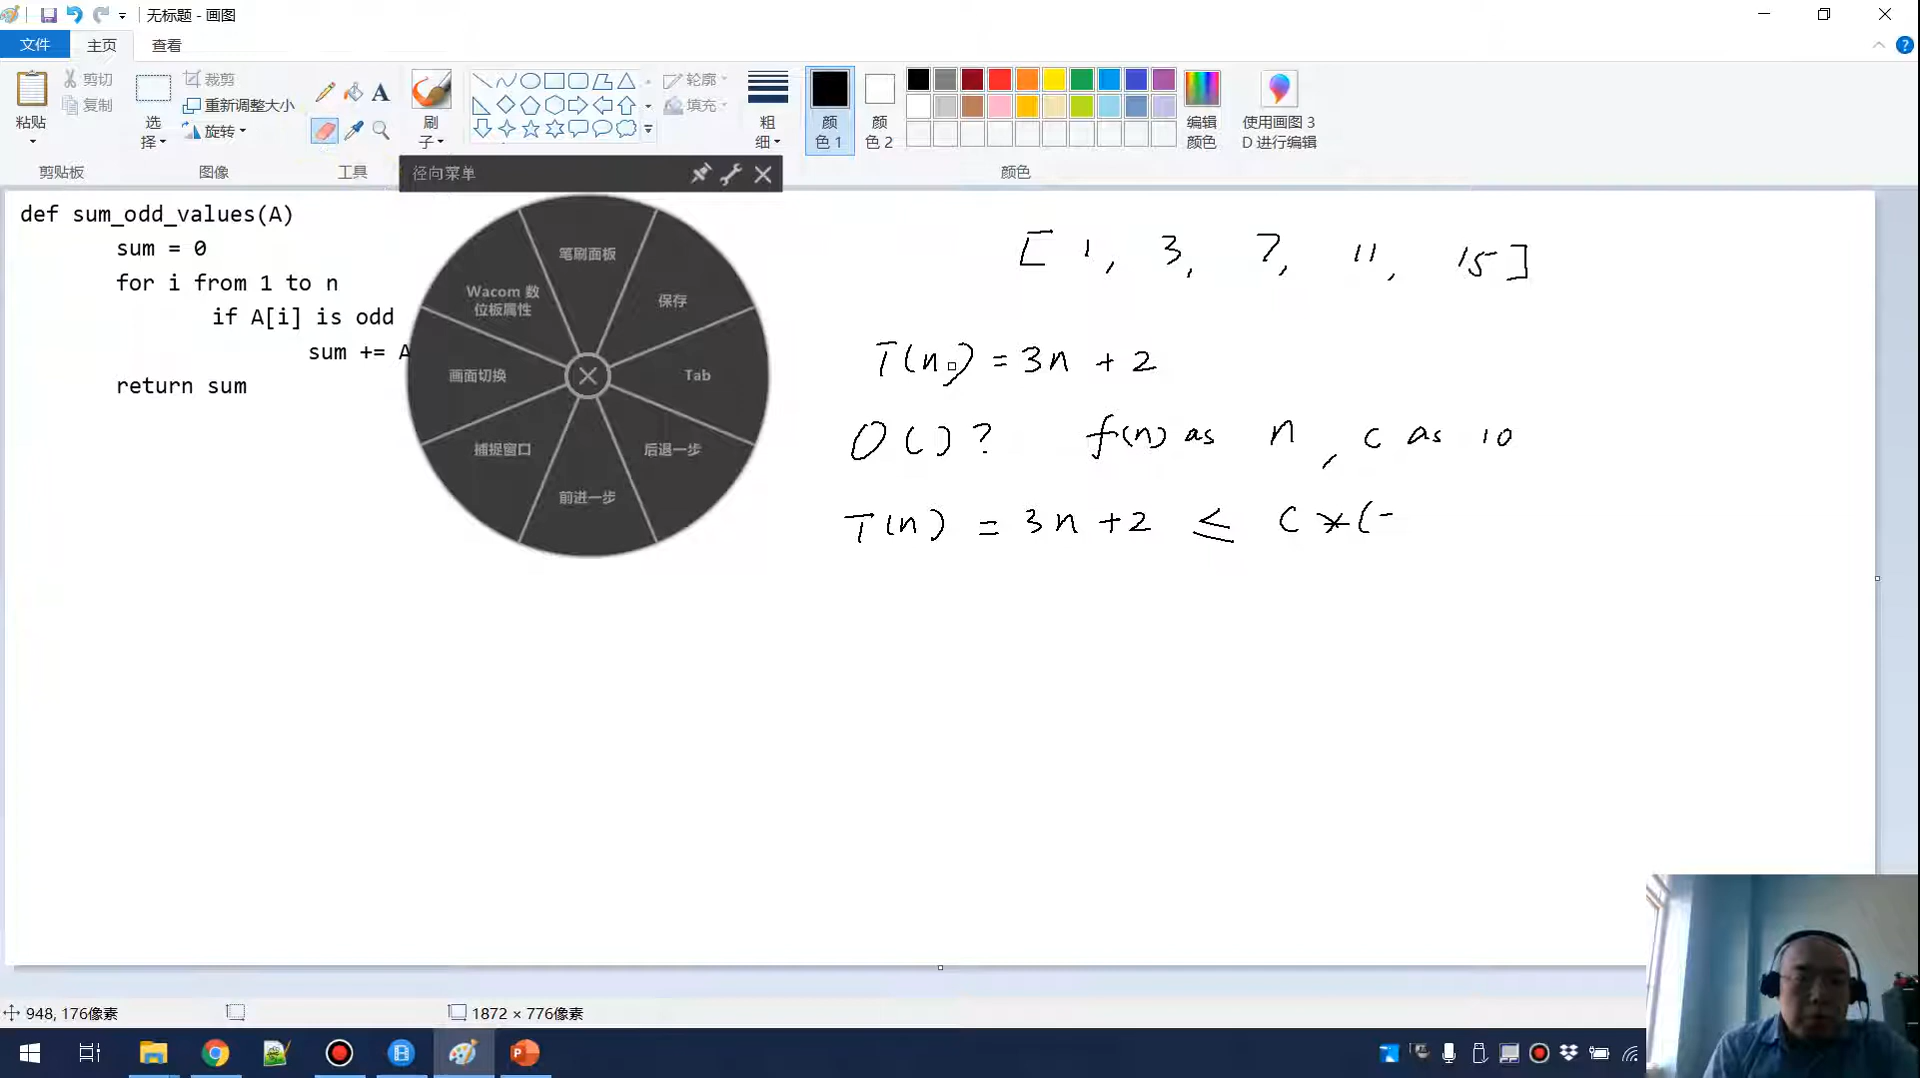 无标题 - 画图
文件 主页 查看
粘贴
剪切
复制
剪贴板
选择
裁剪
重新调整大小
旋转
图像
A
工具
刷子
轮廓
填充
粗细
颜色 1
颜色 2
编辑颜色
使用画图 3D 进行编辑
颜色
径向菜单
笔刷面板
保存
Tab
后退一步
前进一步
捕捉窗口
画面切换
Wacom 数位板属性
def sum_odd_values(A)
sum = 0
for i from 1 to n
if A[i] is odd
sum += A
return sum
[ 1, 3, 7, 11, 15 ]
T(n) = 3n + 2
O( )? f(n) as n, c as 10
T(n) = 3n + 2 ≤ C *(-
948, 176像素
1872 × 776像素